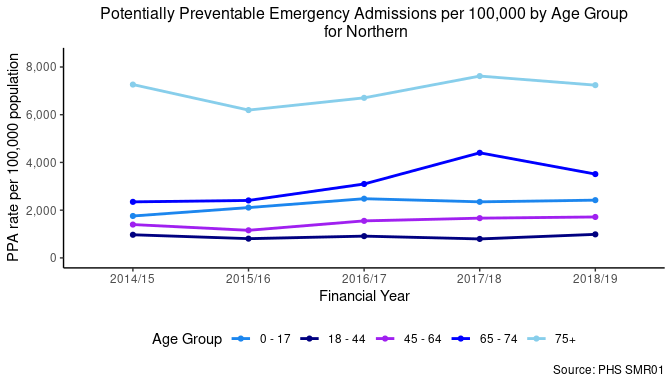 Potentially Preventable Emergency Admissions per 100,000 by Age Group
for Northern
PPA rate per 100,000 population
8,000
6,000
4,000
2,000
0
2014/15 2015/16 2016/17 2017/18 2018/19
Financial Year
Age Group 0 - 17 18 - 44 45 - 64 65 - 74 75+
Source: PHS SMR01